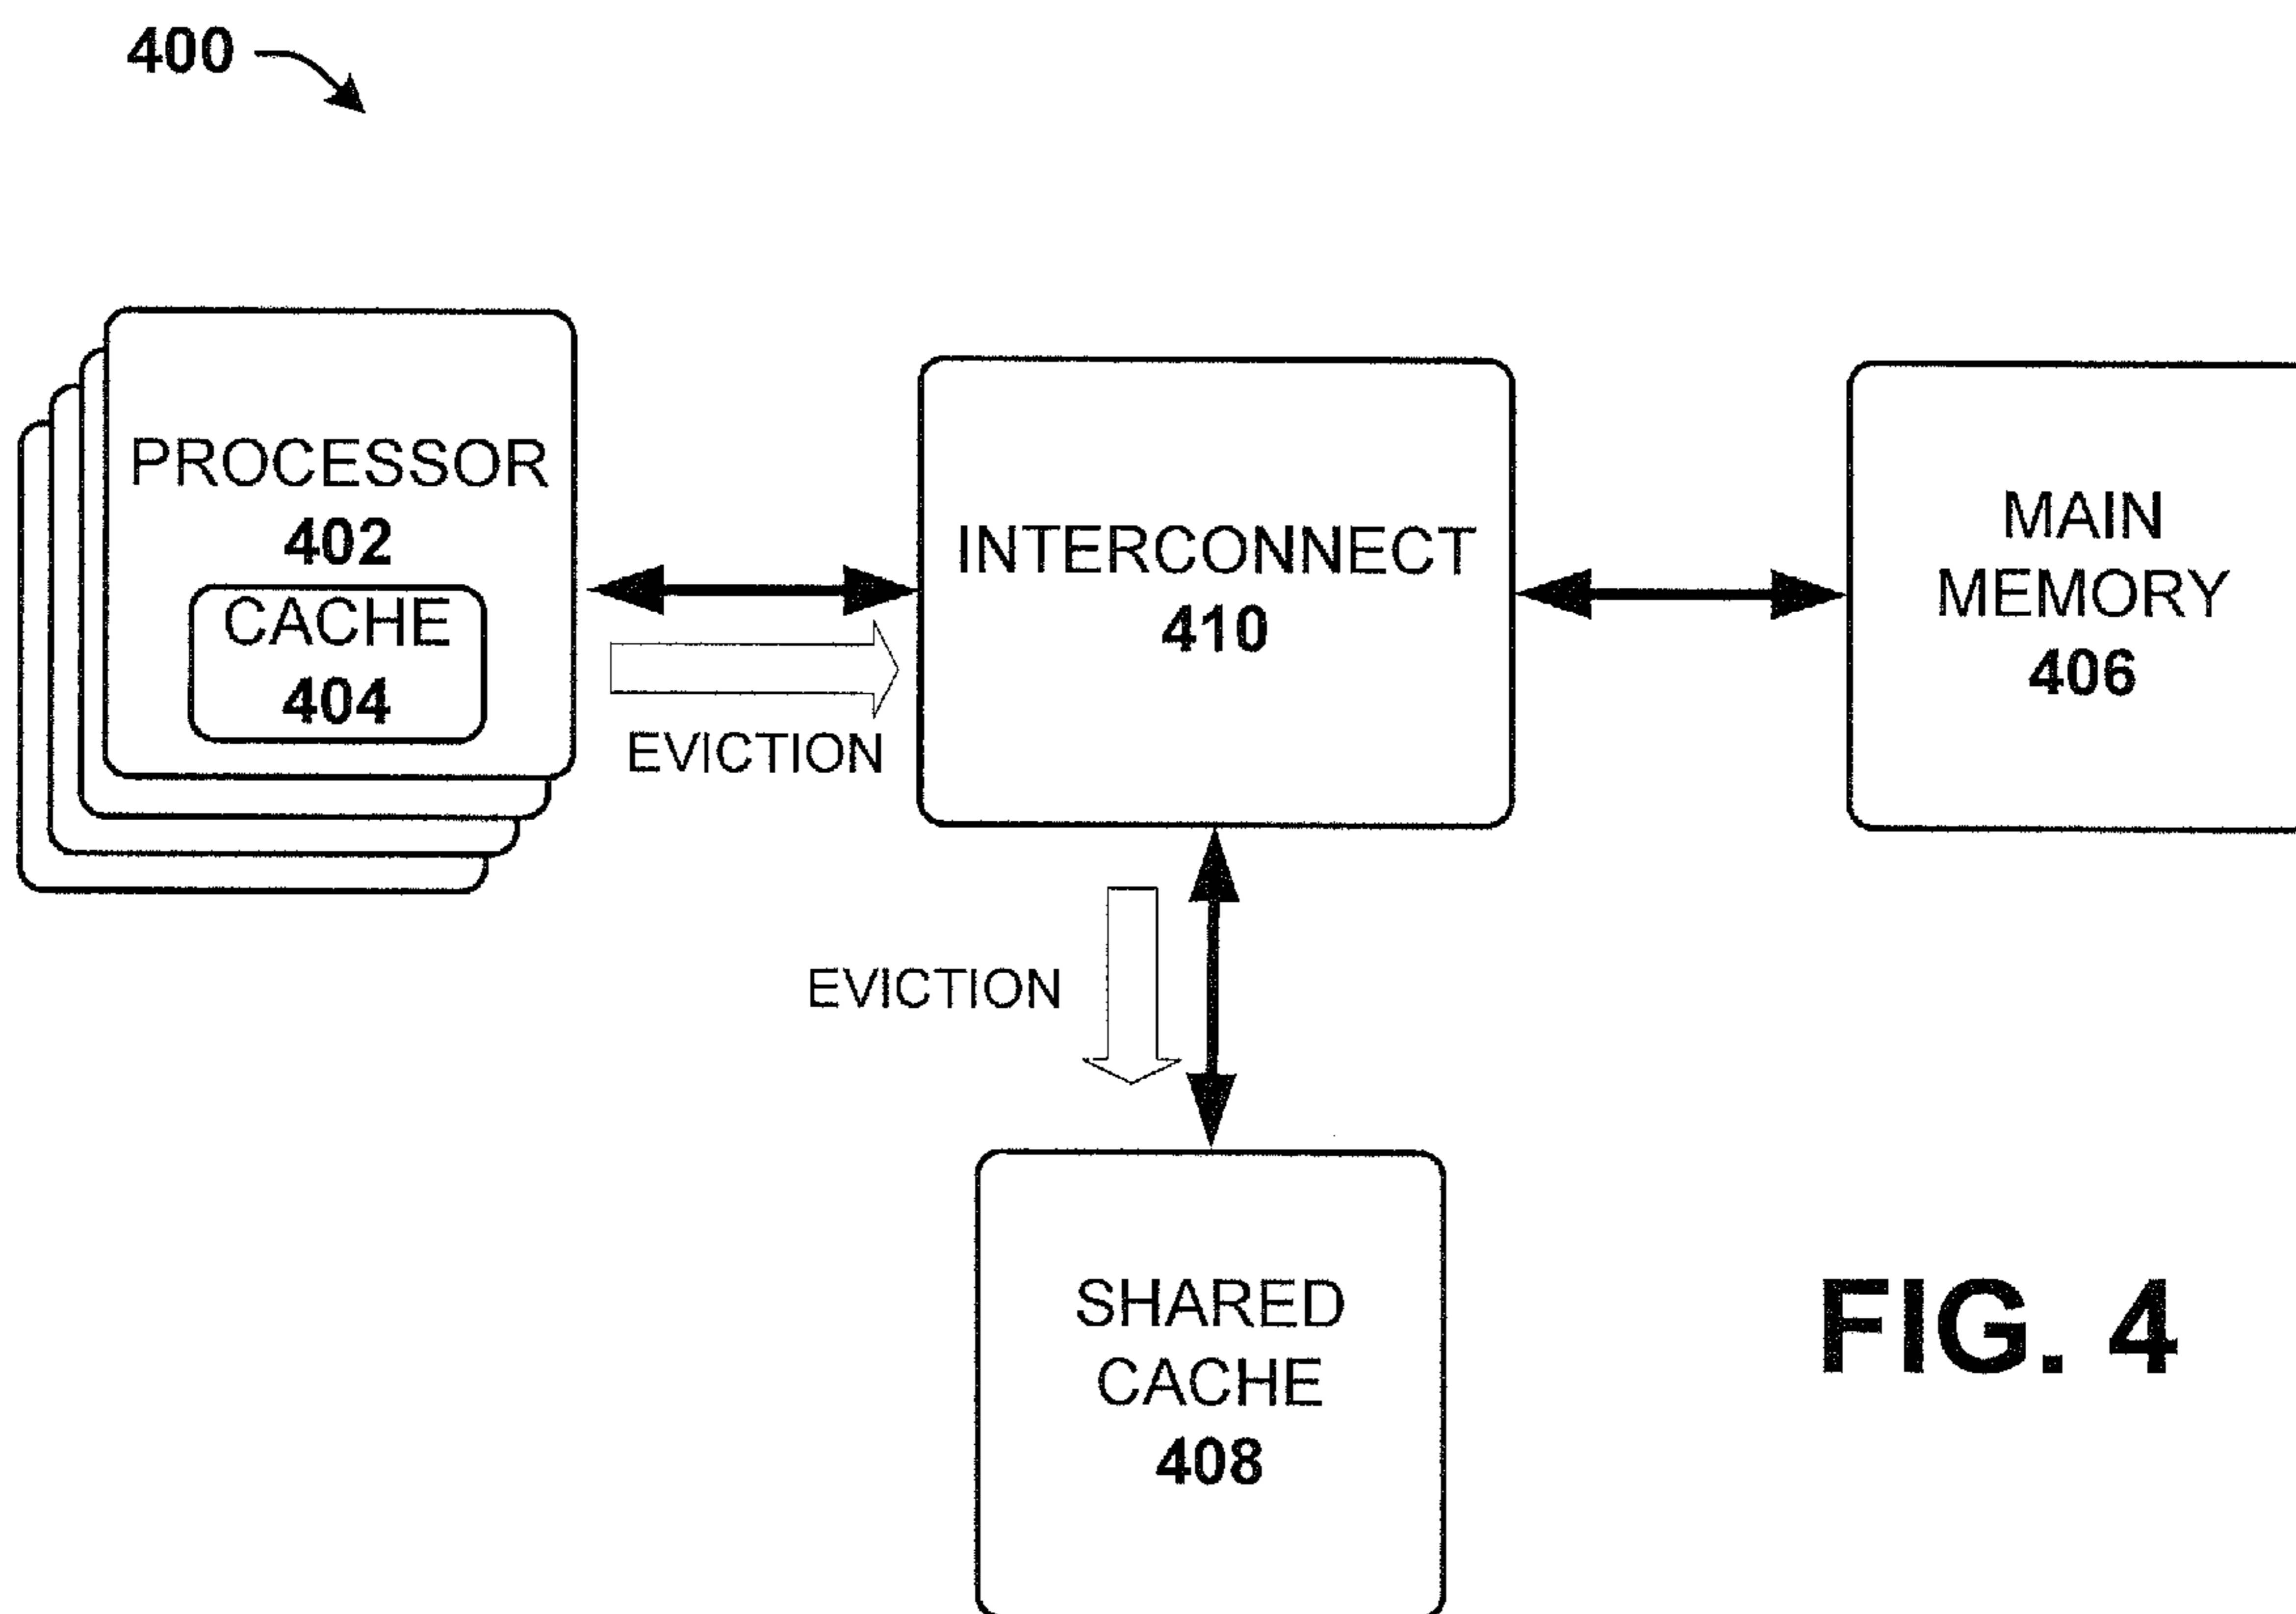 400
PROCESSOR
402
CACHE
404
EVICTION
INTERCONNECT
410
MAIN
MEMORY
406
EVICTION
SHARED
CACHE
408
FIG. 4